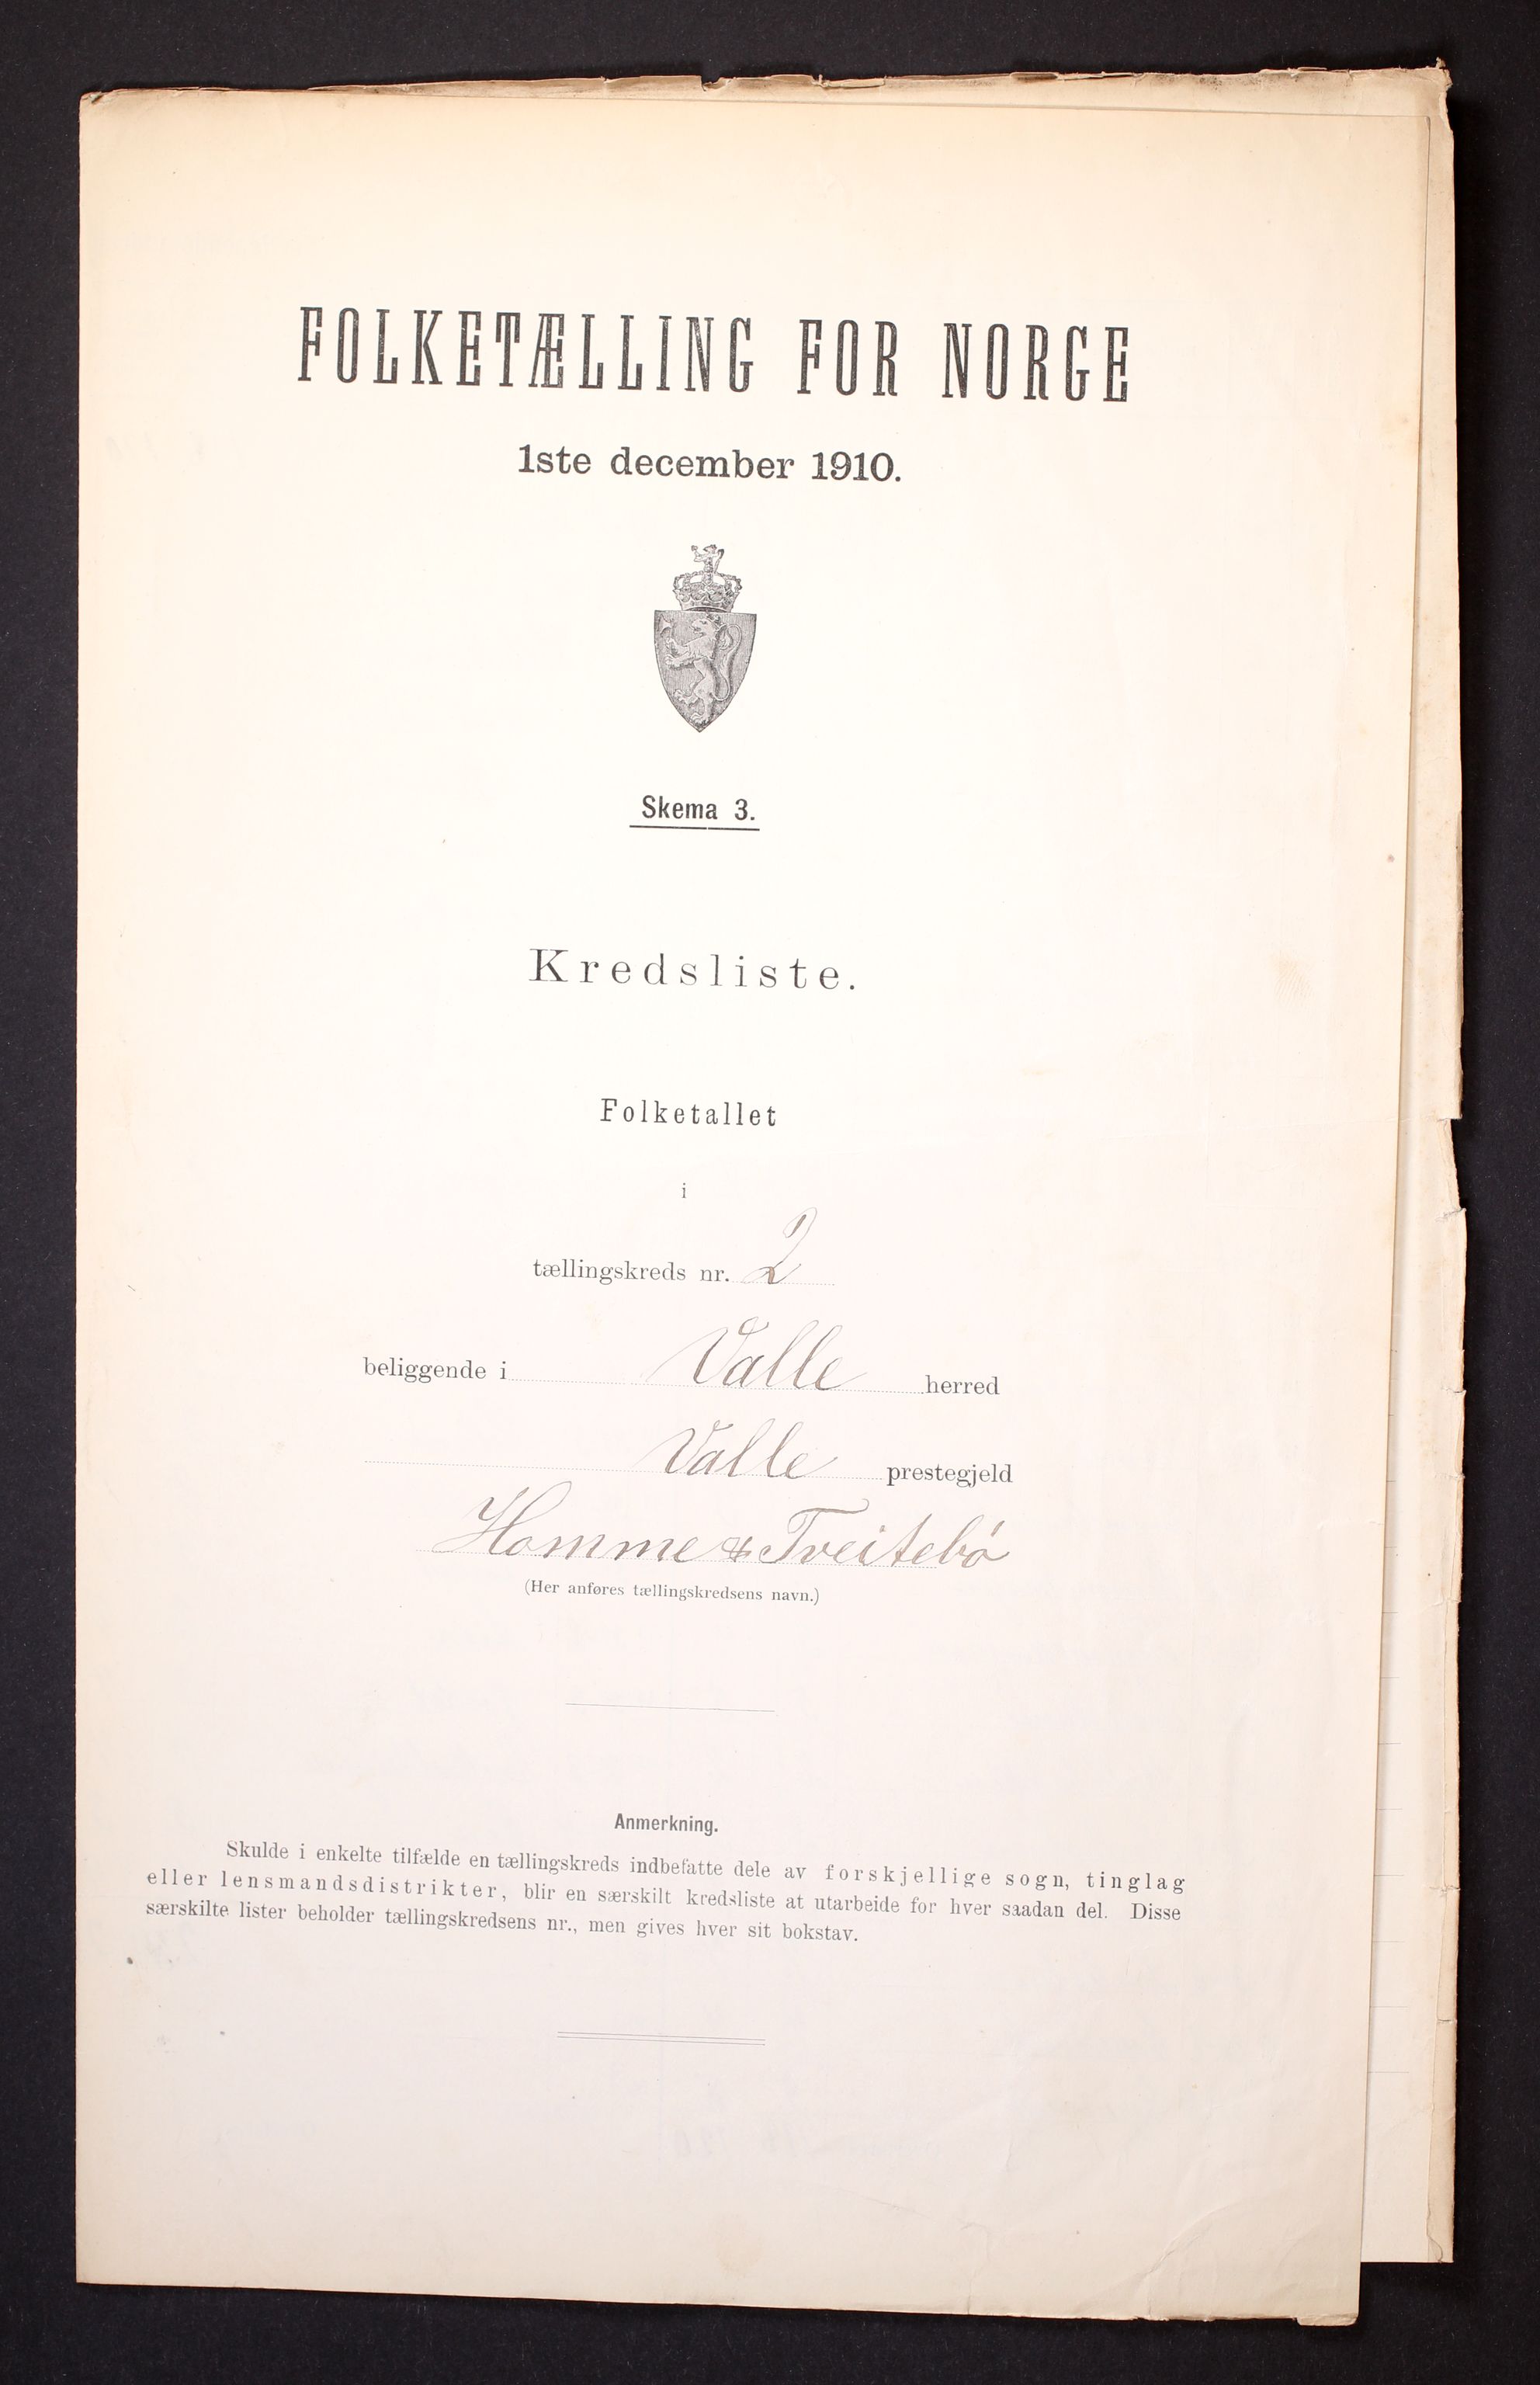 FOLKETÆLLING FOR NORGE
1ste december 1910.
Skema 3.
Kredsliste.
Folketallet
i
tællingskreds nr. 2
beliggende i Valle herred
Valle prestegjeld
Homme & Tveitebø
(Her anføres tællingskredsens navn.)
Anmerkning.
Skulde i enkelte tilfælde en tællingskreds indbefatte dele av forskjellige sogn, tinglag
eller lensmandsdistrikter, blir en særskilt kredsliste at utarbeide for hver saadan del. Disse
særskilte lister beholder tællingskredsens nr., men gives hver sit bokstav.